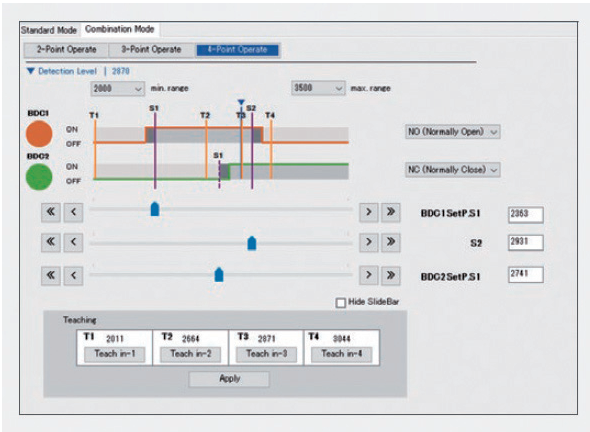 Standard Mode Combination Mode
2-Point Operate 3-Point Operate 4-Point Operate
Detection Level | 2870
2000 min. range 3500 max. range
BDC1 T1 S1 T2 T3 S2 T4
ON
OFF
NO (Normally Open)
BDC2 S1
ON
OFF
NC (Normally Close)
BDC1SetP.S1 2353
S2 2931
BDC2SetP.S1 2741
Hide SlideBar
Teaching
T1 2011 T2 2664 T3 2871 T4 3044
Teach in-1 Teach in-2 Teach in-3 Teach in-4
Apply